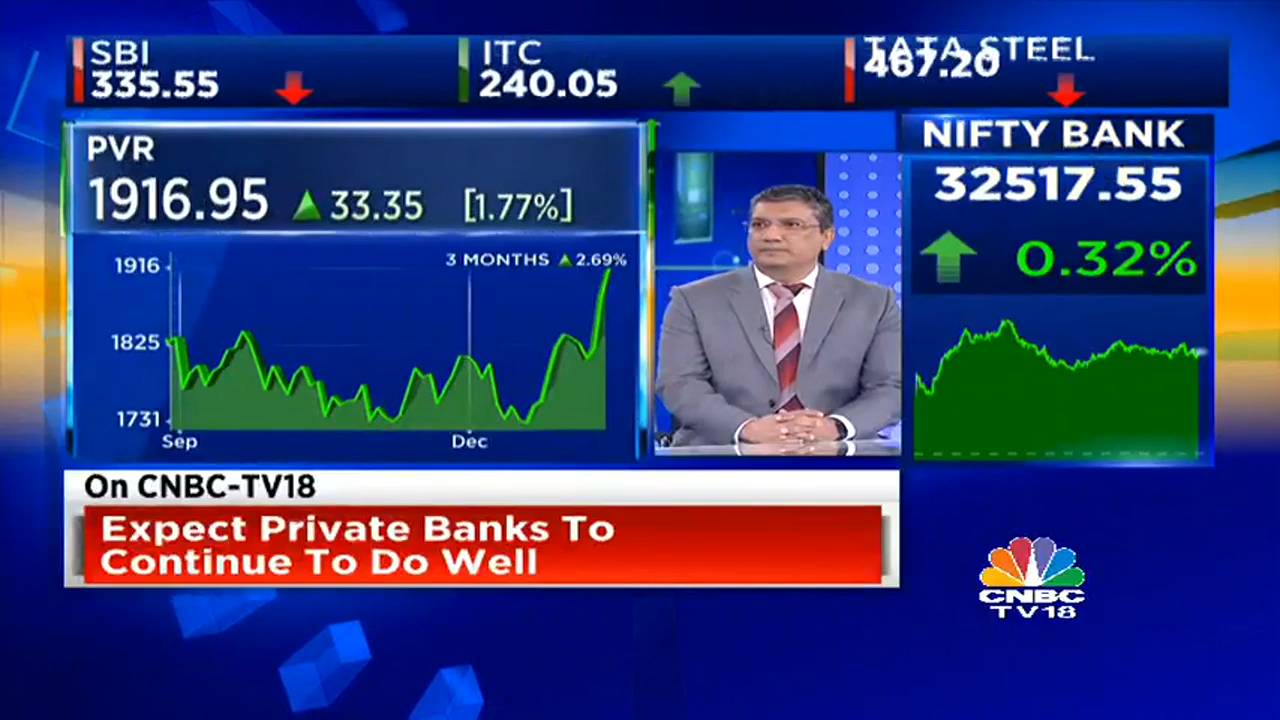 SBI
335.55
ITC
240.05
TATA STEEL
467.20
PVR
1916.95 33.35 [1.77%]
3 MONTHS 2.69%
1916
1825
1731
Sep Dec
NIFTY BANK
32517.55
0.32%
On CNBC-TV18
Expect Private Banks To
Continue To Do Well
CNBC
TV18